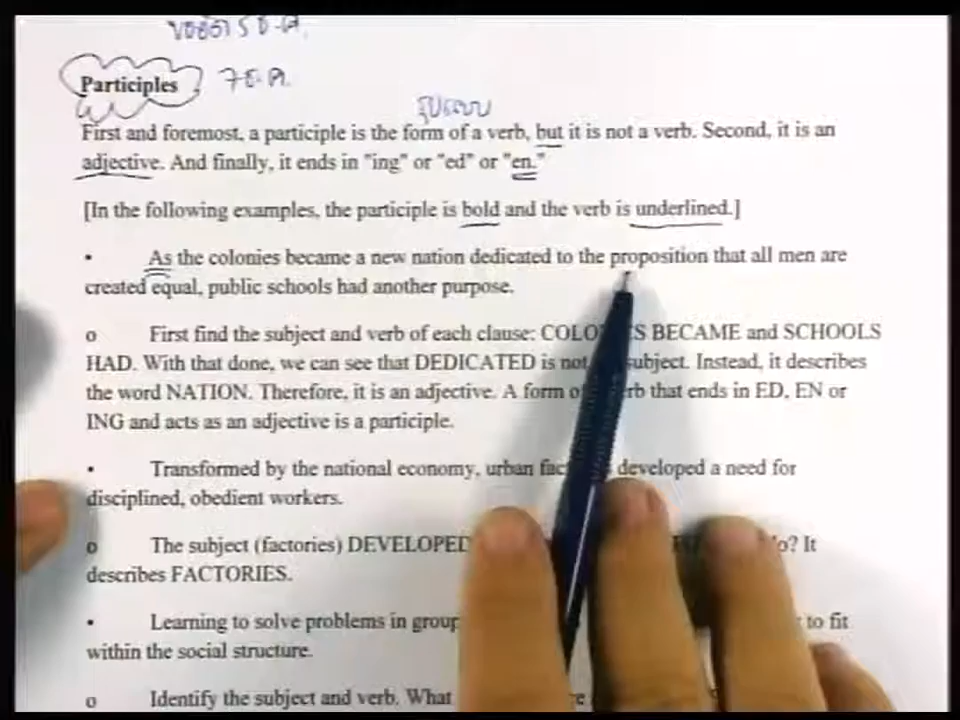 Participles
รูปแบบ
First and foremost, a participle is the form of a verb, but it is not a verb. Second, it is an
adjective. And finally, it ends in "ing" or "ed" or "en."
[In the following examples, the participle is bold and the verb is underlined.]
• As the colonies became a new nation dedicated to the proposition that all men are
created equal, public schools had another purpose.
o First find the subject and verb of each clause: BECAME and SCHOOLS
HAD. With that done, we can see that DEDICATED is not subject. Instead, it describes
the word NATION. Therefore, it is an adjective. A form that ends in ED, EN or
ING and acts as an adjective is a participle.
• Transformed by the national economy, urban developed a need for
disciplined, obedient workers.
o The subject (factories) DEVELOPED do? It
describes FACTORIES.
• Learning to solve problems in group to fit
within the social structure.
o Identify the subject and verb. What